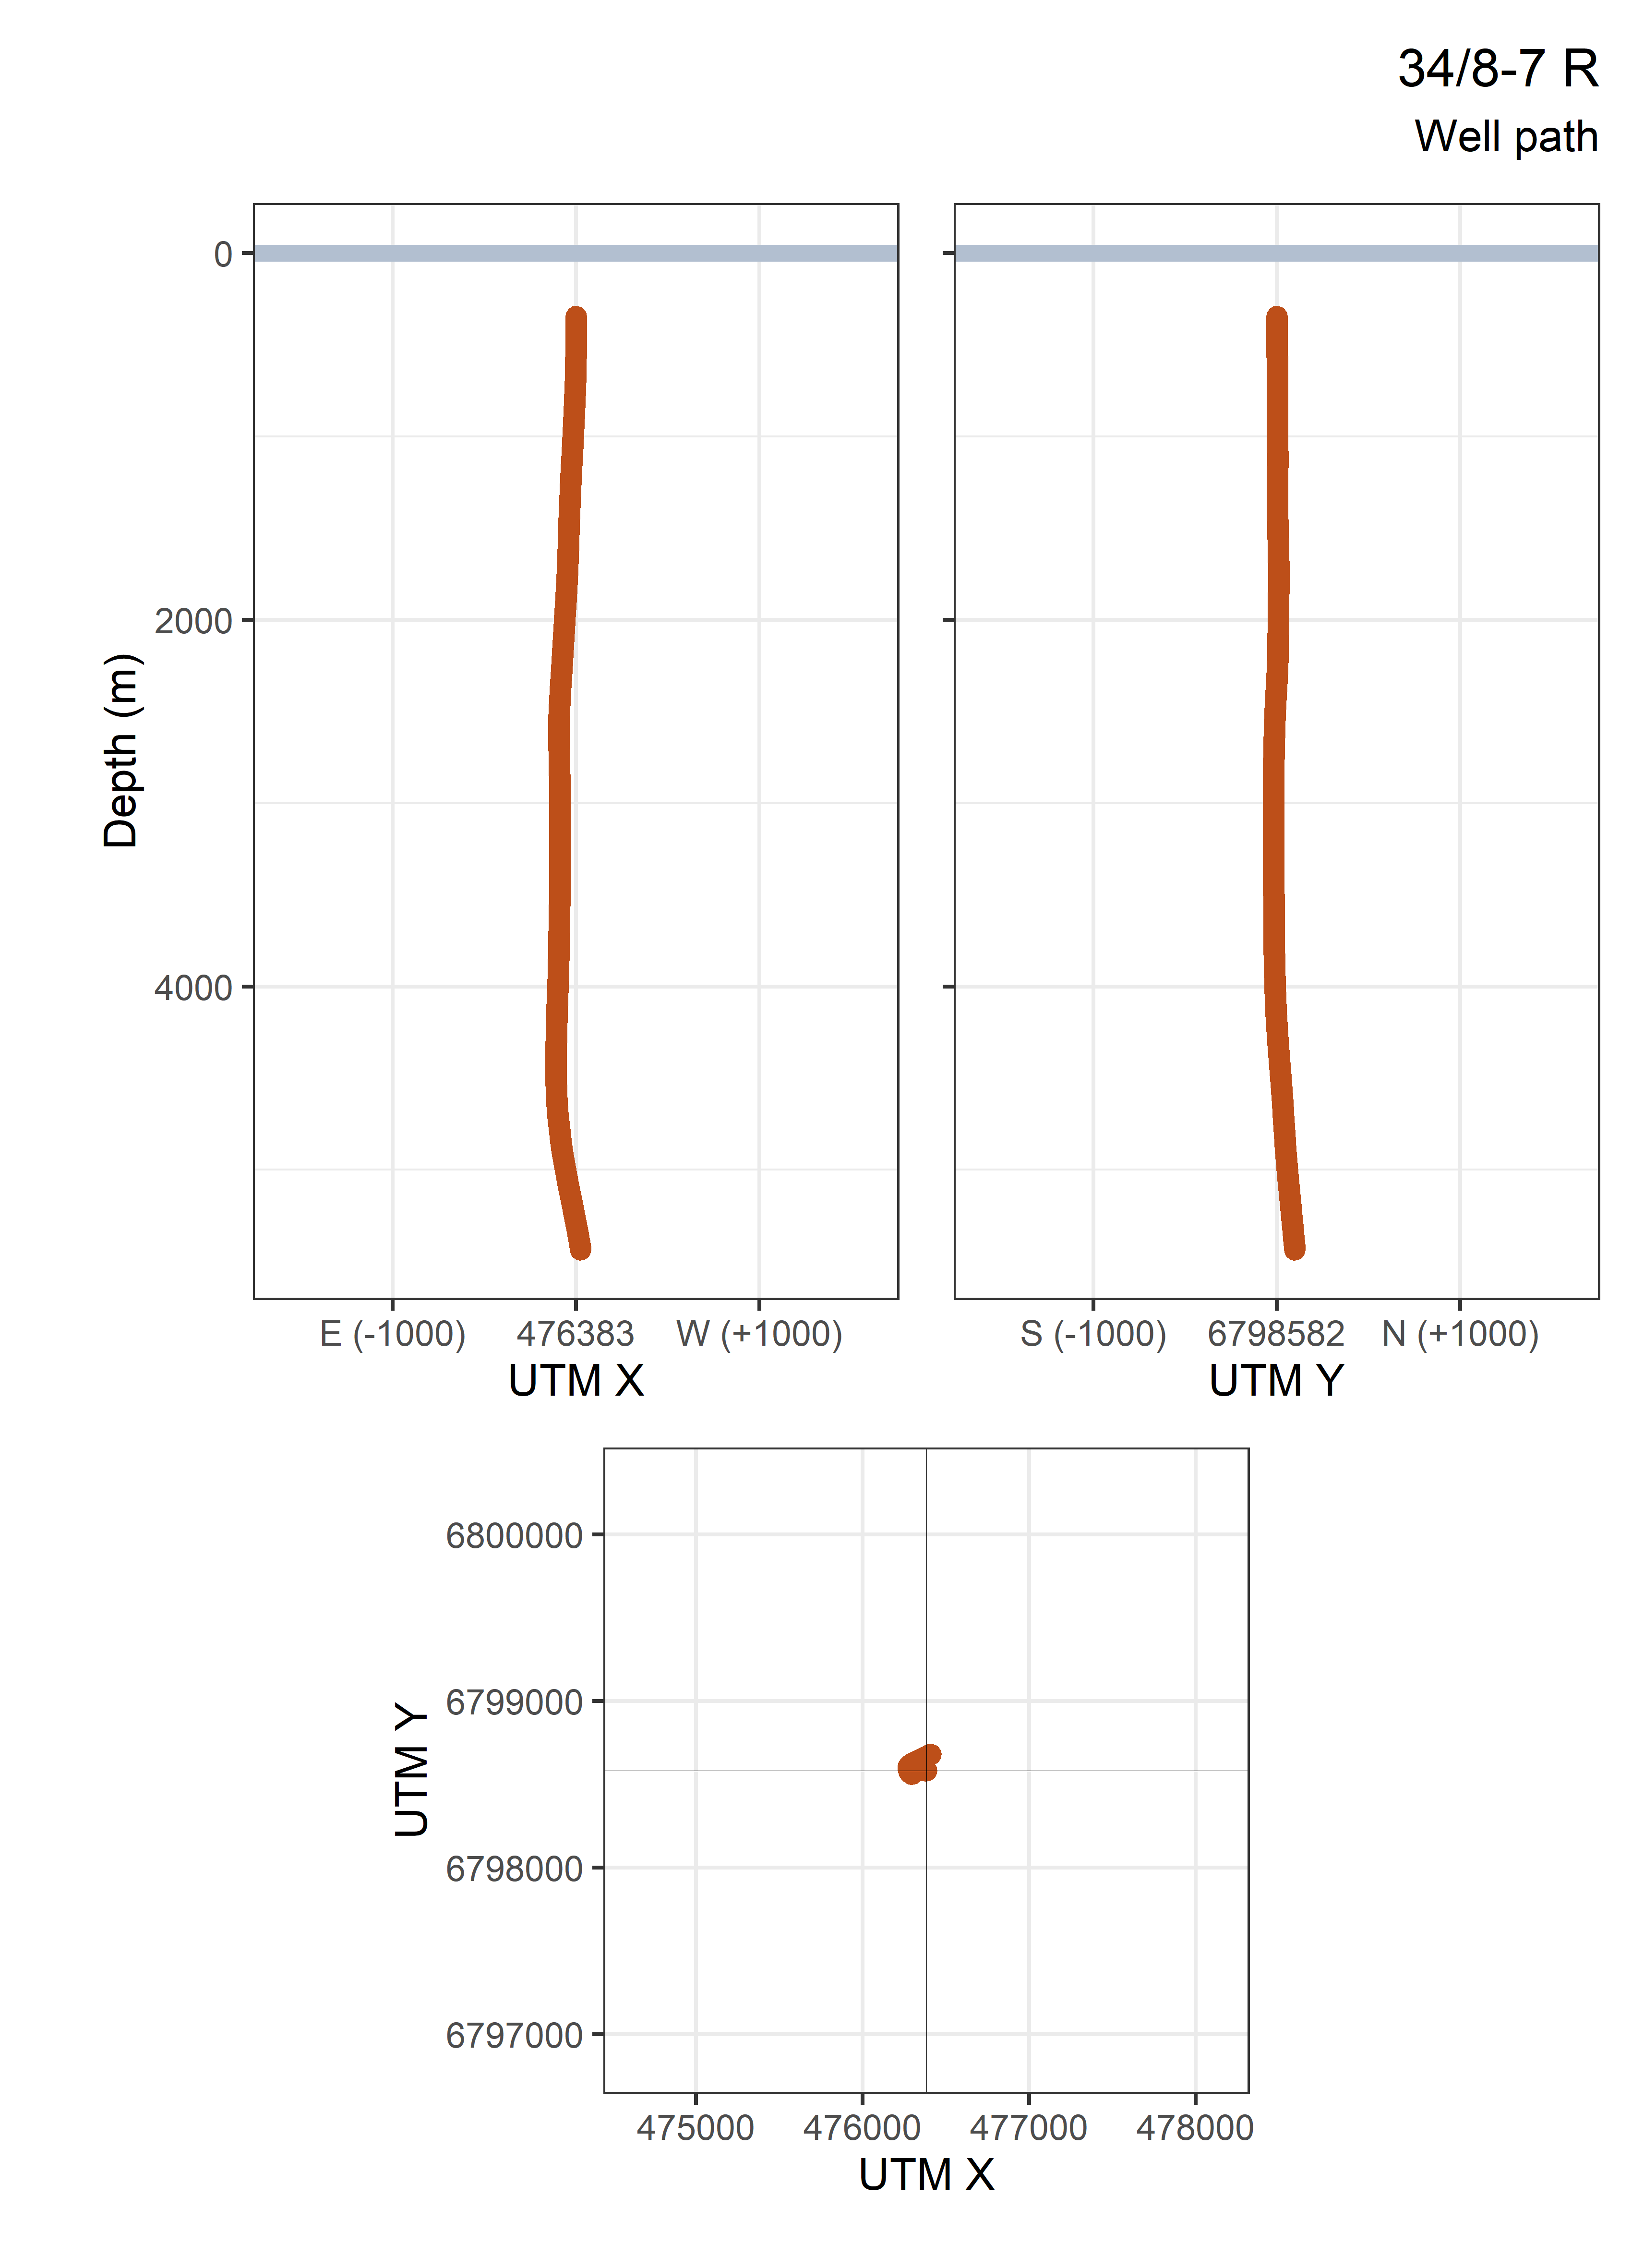 34/8-7 R
Well path
Depth (m)
0
2000
4000
E (-1000) 476383 W (+1000)
UTM X
S (-1000) 6798582 N (+1000)
UTM Y
UTM Y
6800000
6799000
6798000
6797000
475000 476000 477000 478000
UTM X